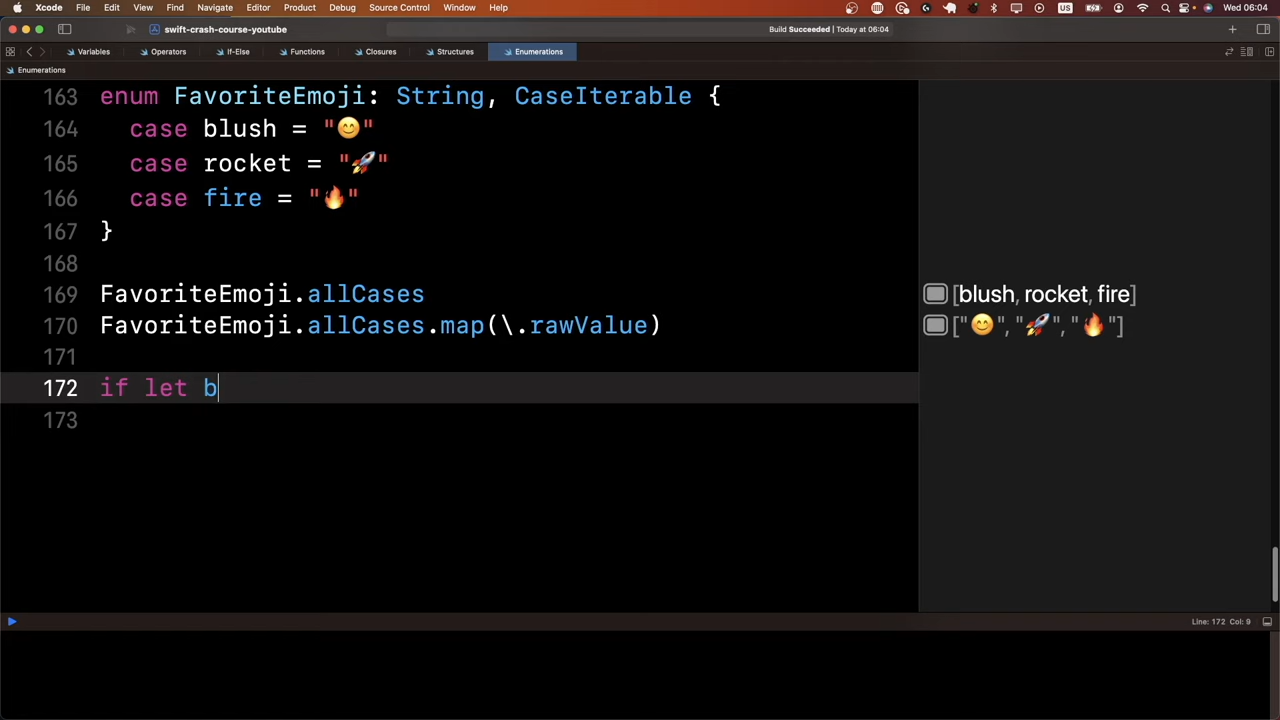 Xcode File Edit View Find Navigate Editor Product Debug Source Control Window Help US Wed 06:04
swift-crash-course-youtube Build Succeeded | Today at 06:04
Variables Operators If-Else Functions Closures Structures Enumerations
Enumerations
163 enum FavoriteEmoji: String, CaseIterable {
164 case blush = "😊"
165 case rocket = "🚀"
166 case fire = "🔥"
167 }
168
169 FavoriteEmoji.allCases [blush, rocket, fire]
170 FavoriteEmoji.allCases.map(\.rawValue) ["😊", "🚀", "🔥"]
171
172 if let b
173
Line: 172 Col: 9